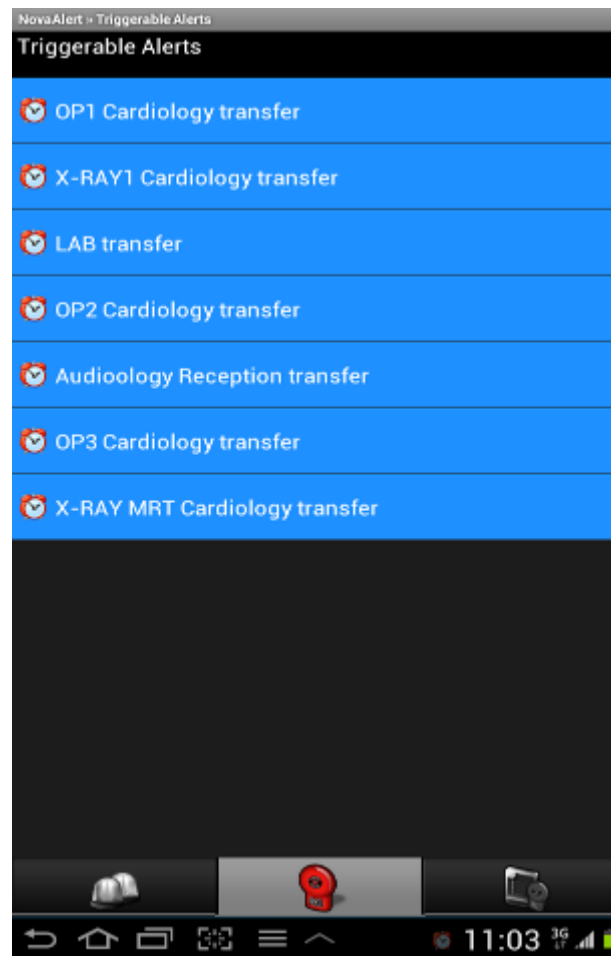 NovaAlert » Triggerable Alerts
Triggerable Alerts
OP1 Cardiology transfer
X-RAY1 Cardiology transfer
LAB transfer
OP2 Cardiology transfer
Audioology Reception transfer
OP3 Cardiology transfer
X-RAY MRT Cardiology transfer
11:03 3G